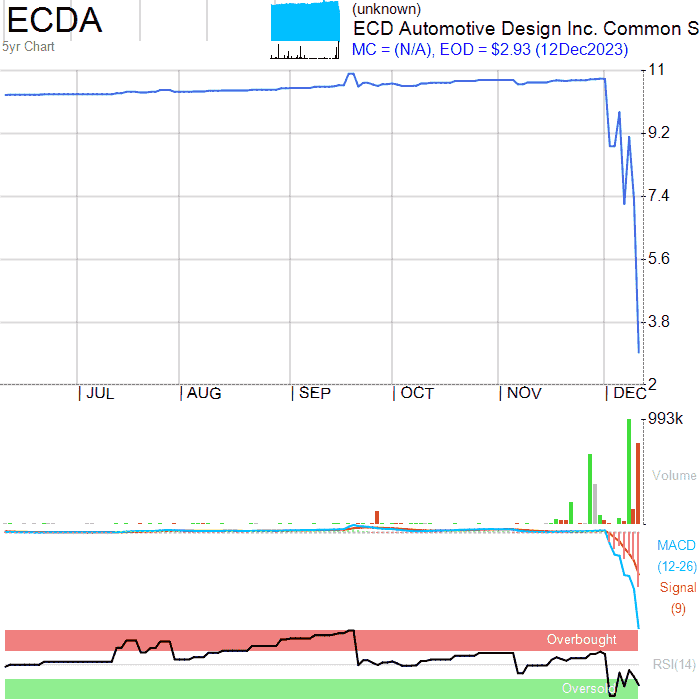 ECDA
(unknown)
ECD Automotive Design Inc. Common S
5yr Chart
MC = (N/A), EOD = $2.93 (12Dec2023)
11
9.2
7.4
5.6
3.8
2
JUL AUG SEP OCT NOV DEC
993k
Volume
MACD
(12-26)
Signal
(9)
Overbought
RSI(14)
Oversold